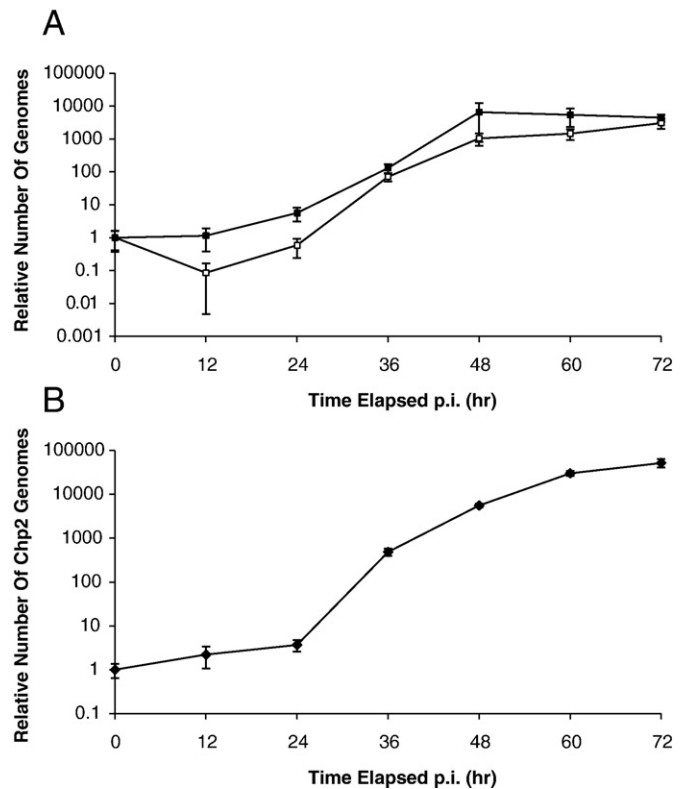 A
Relative Number Of Genomes
100000
10000
1000
100
10
1
0.1
0.01
0.001
0 12 24 36 48 60 72
Time Elapsed p.i. (hr)
B
Relative Number Of Chp2 Genomes
100000
10000
1000
100
10
1
0.1
0 12 24 36 48 60 72
Time Elapsed p.i. (hr)